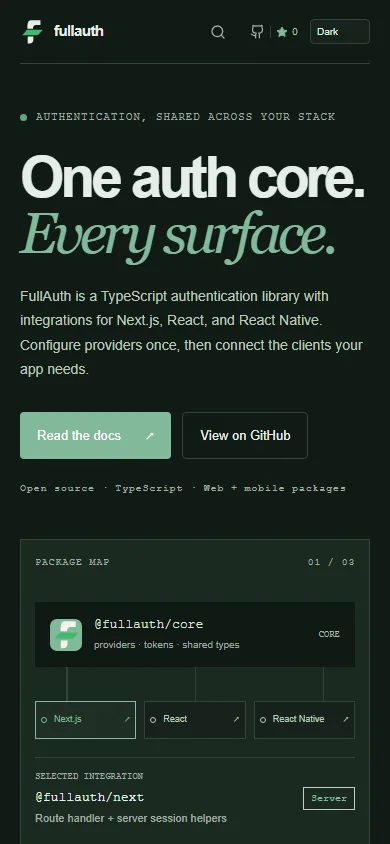 fullauth
0
Dark
AUTHENTICATION, SHARED ACROSS YOUR STACK
One auth core.
Every surface.
FullAuth is a TypeScript authentication library with
integrations for Next.js, React, and React Native.
Configure providers once, then connect the clients your
app needs.
Read the docs ↗
View on GitHub
Open source · TypeScript · Web + mobile packages
PACKAGE MAP
01 / 03
@fullauth/core
providers · tokens · shared types
CORE
Next.js ↗
React ↗
React Native ↗
SELECTED INTEGRATION
@fullauth/next
Server
Route handler + server session helpers